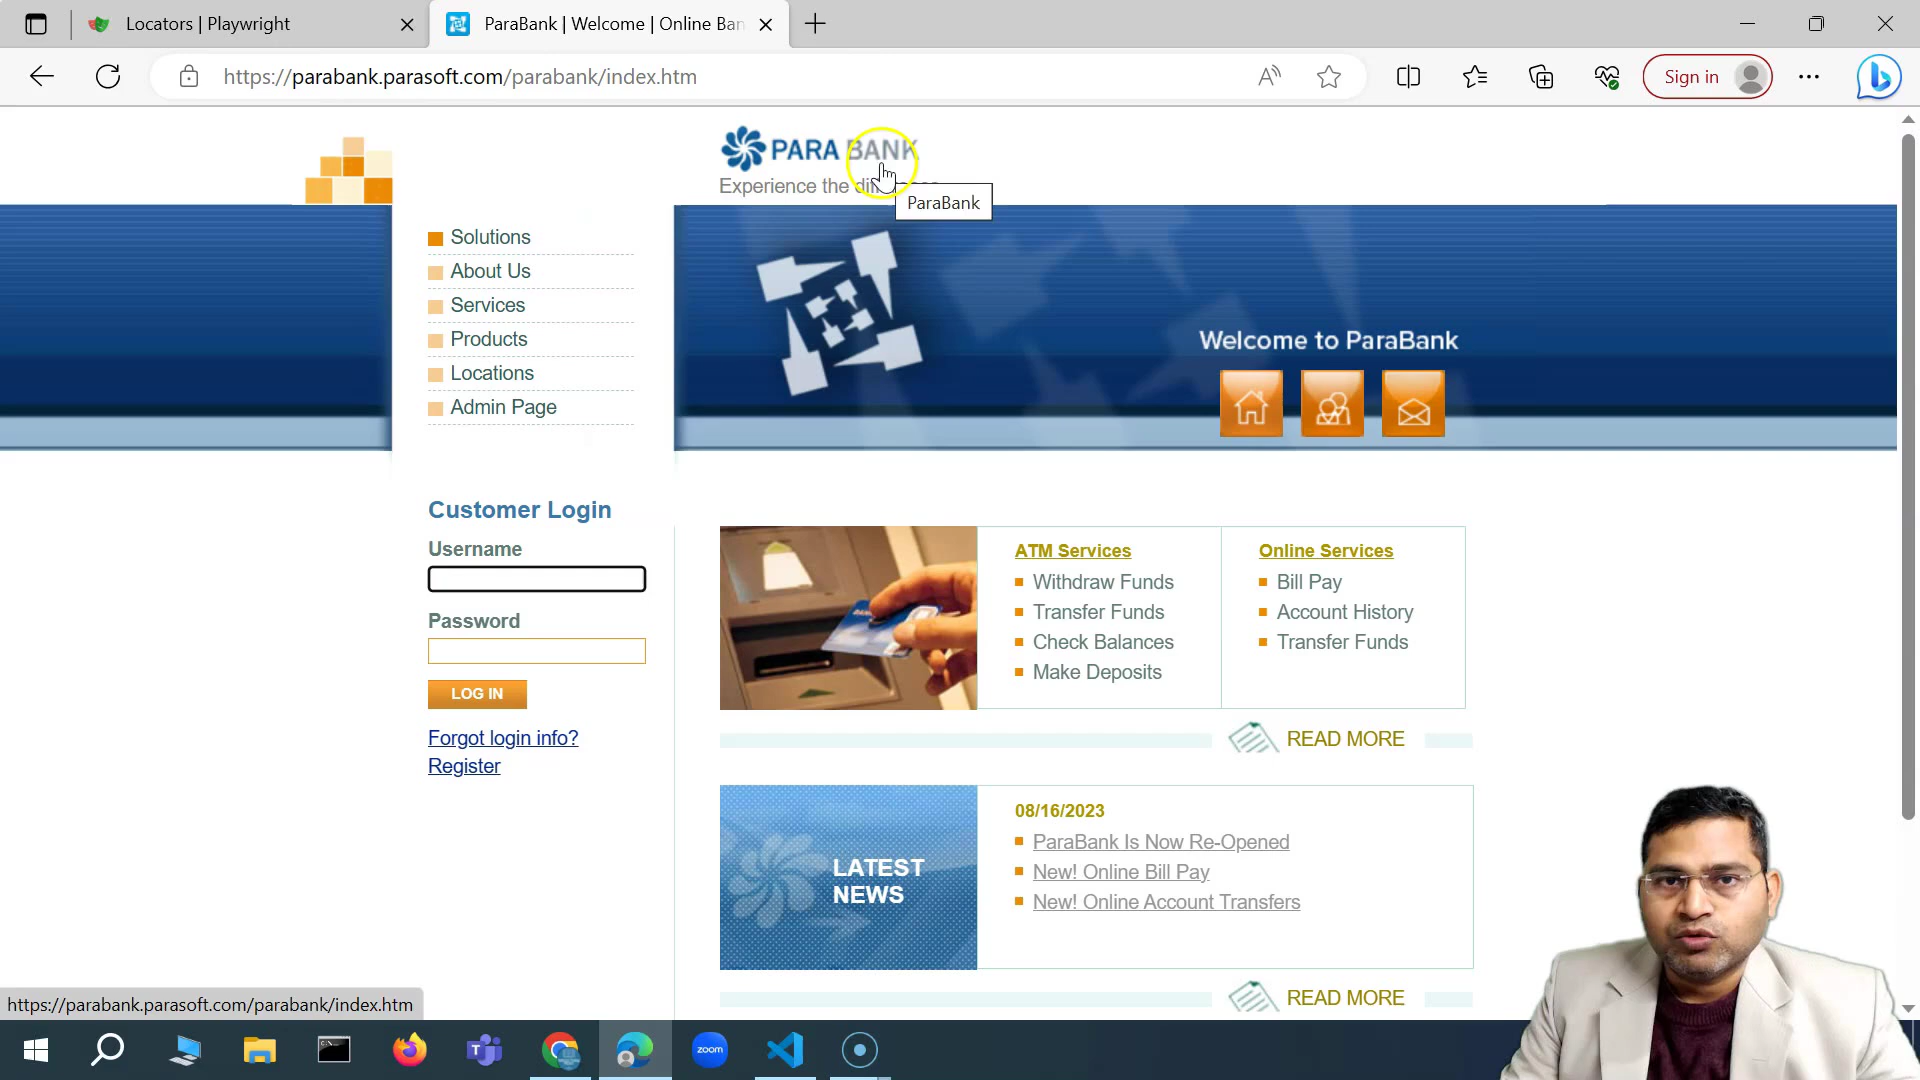 Locators | Playwright
ParaBank | Welcome | Online Ban
https://parabank.parasoft.com/parabank/index.htm
Sign in
PARA BANK
Experience the
ParaBank
Solutions
About Us
Services
Products
Locations
Admin Page
Welcome to ParaBank
Customer Login
Username
Password
LOG IN
Forgot login info?
Register
ATM Services
Withdraw Funds
Transfer Funds
Check Balances
Make Deposits
Online Services
Bill Pay
Account History
Transfer Funds
READ MORE
LATEST
NEWS
08/16/2023
ParaBank Is Now Re-Opened
New! Online Bill Pay
New! Online Account Transfers
READ MORE
https://parabank.parasoft.com/parabank/index.htm
zoom